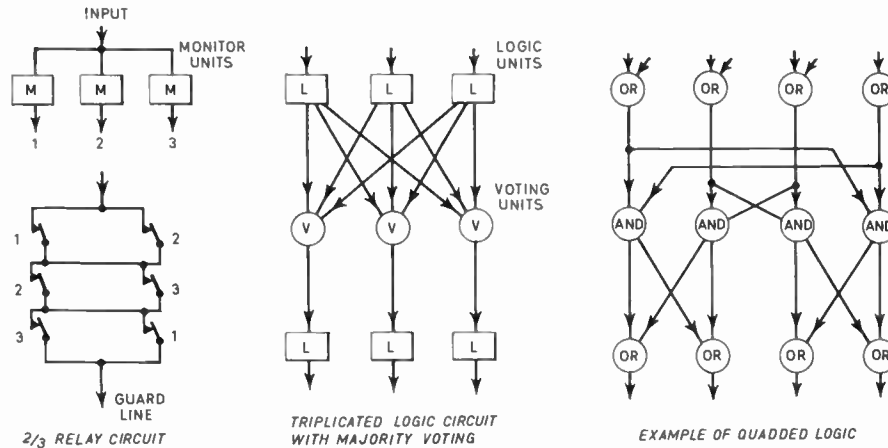 INPUT
MONITOR
UNITS
M M M
1 2 3
1 2
2 3
3 1
GUARD
LINE
2/3 RELAY CIRCUIT
LOGIC
UNITS
L L L
VOTING
UNITS
V V V
L L L
TRIPLICATED LOGIC CIRCUIT
WITH MAJORITY VOTING
OR OR OR OR
AND AND AND AND
OR OR OR OR
EXAMPLE OF QUADDED LOGIC